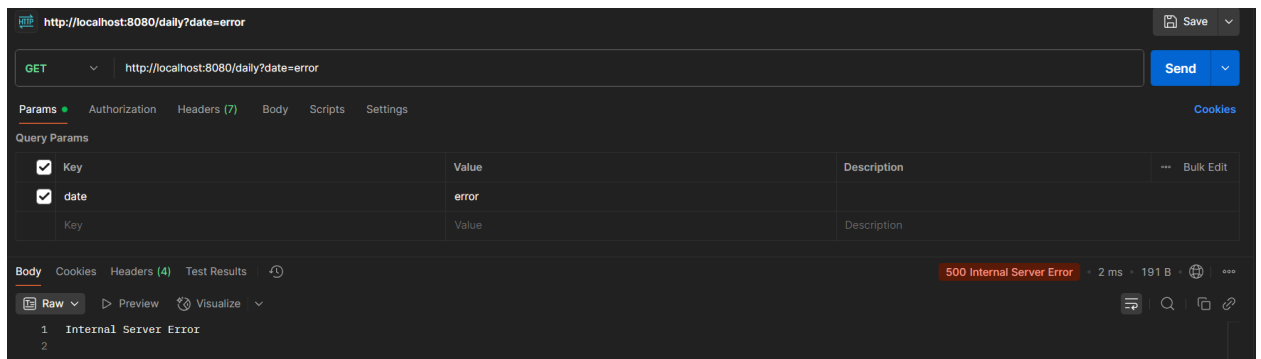 HTTP http://localhost:8080/daily?date=error Save
GET http://localhost:8080/daily?date=error Send
Params Authorization Headers (7) Body Scripts Settings Cookies
Query Params
Key Value Description Bulk Edit
date error
Key Value Description
Body Cookies Headers (4) Test Results 500 Internal Server Error 2 ms 191 B
Raw Preview Visualize
1 Internal Server Error
2